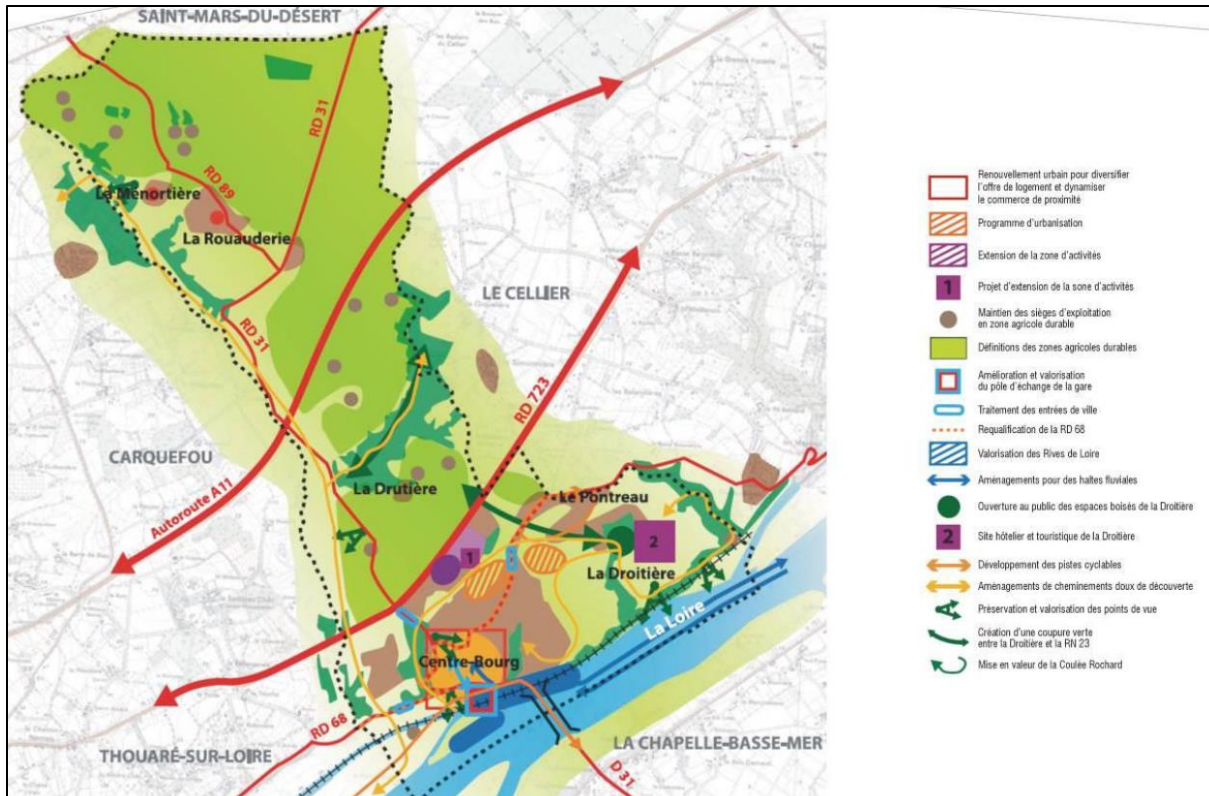 SAINT-MARS-DU-DÉSERT
RD 31
RD 89
La Menortière
La Rouauderie
LE CELLIER
RD 31
RD 723
CARQUEFOU
Autoroute A11
La Drutière
Le Pontreau
1
2
La Droitière
La Loire
Centre-Bourg
RD 68
THOUARÉ-SUR-LOIRE
D 31
LA CHAPELLE-BASSE-MER
Renouvellement urbain pour diversifier
l'offre de logement et dynamiser
le commerce de proximité
Programme d'urbanisation
Extension de la zone d'activités
1
Projet d'extension de la sone d'activités
Maintien des sièges d'exploitation
en zone agricole durable
Définitions des zones agricoles durables
Amélioration et valorisation
du pôle d'échange de la gare
Traitement des entrées de ville
Requalification de la RD 68
Valorisation des Rives de Loire
Aménagements pour des haltes fluviales
Ouverture au public des espaces boisés de la Droitière
2
Site hôtelier et touristique de la Droitière
Développement des pistes cyclables
Aménagements de cheminements doux de découverte
Préservation et valorisation des points de vue
Création d'une coupure verte
entre la Droitière et la RN 23
Mise en valeur de la Coulée Rochard